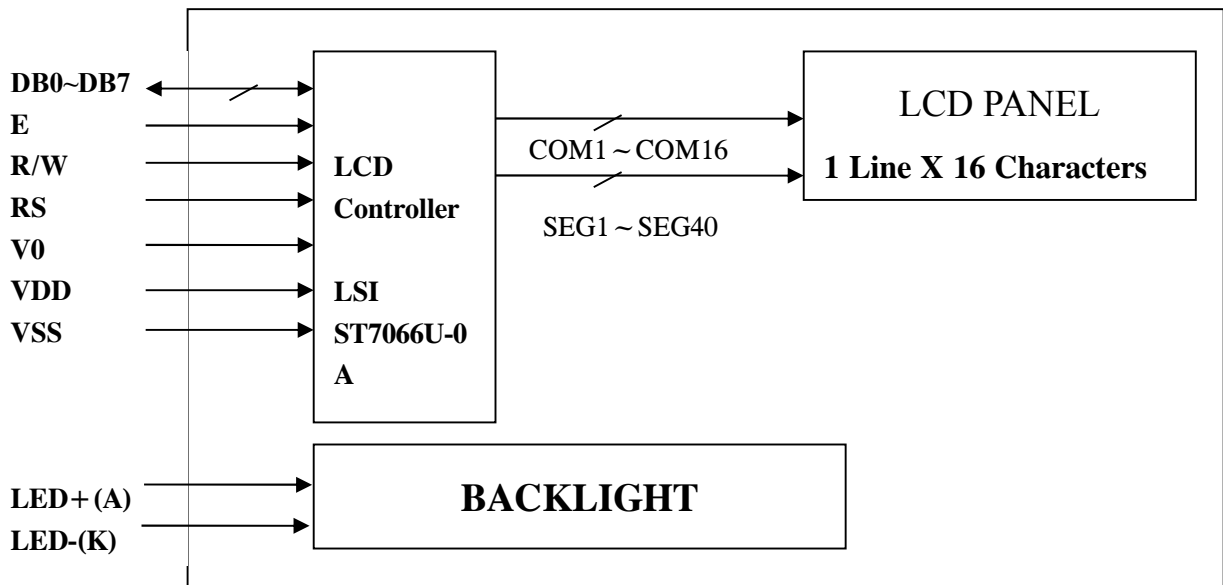 DB0~DB7
E
R/W
RS
V0
VDD
VSS
LED+(A)
LED-(K)
LCD
Controller
LSI
ST7066U-0
A
COM1~COM16
SEG1~SEG40
LCD PANEL
1 Line X 16 Characters
BACKLIGHT